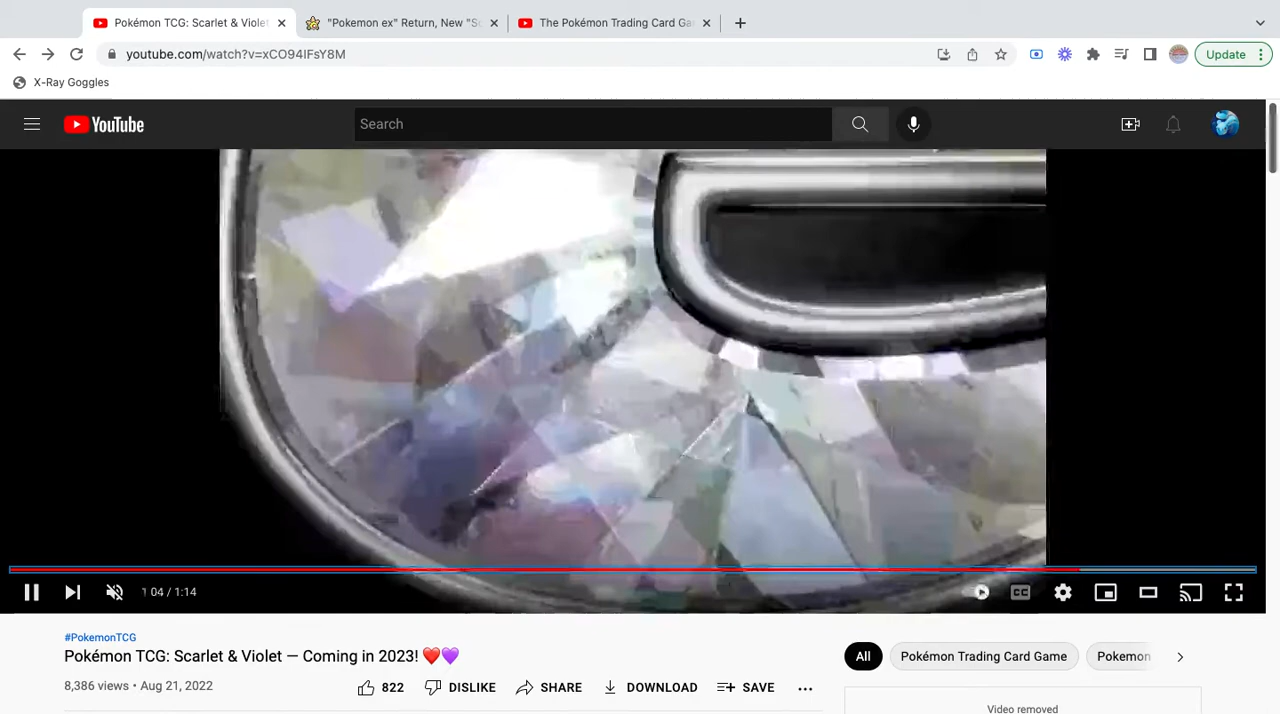 Pokémon TCG: Scarlet & Violet
"Pokemon ex" Return, New "Sc
The Pokémon Trading Card Ga
youtube.com/watch?v=xCO94lFsY8M
Update
X-Ray Goggles
YouTube
Search
1:04 / 1:14
CC
#PokemonTCG
Pokémon TCG: Scarlet & Violet — Coming in 2023! ❤️💜
8,386 views • Aug 21, 2022
822
DISLIKE
SHARE
DOWNLOAD
SAVE
All
Pokémon Trading Card Game
Pokemon
Video removed